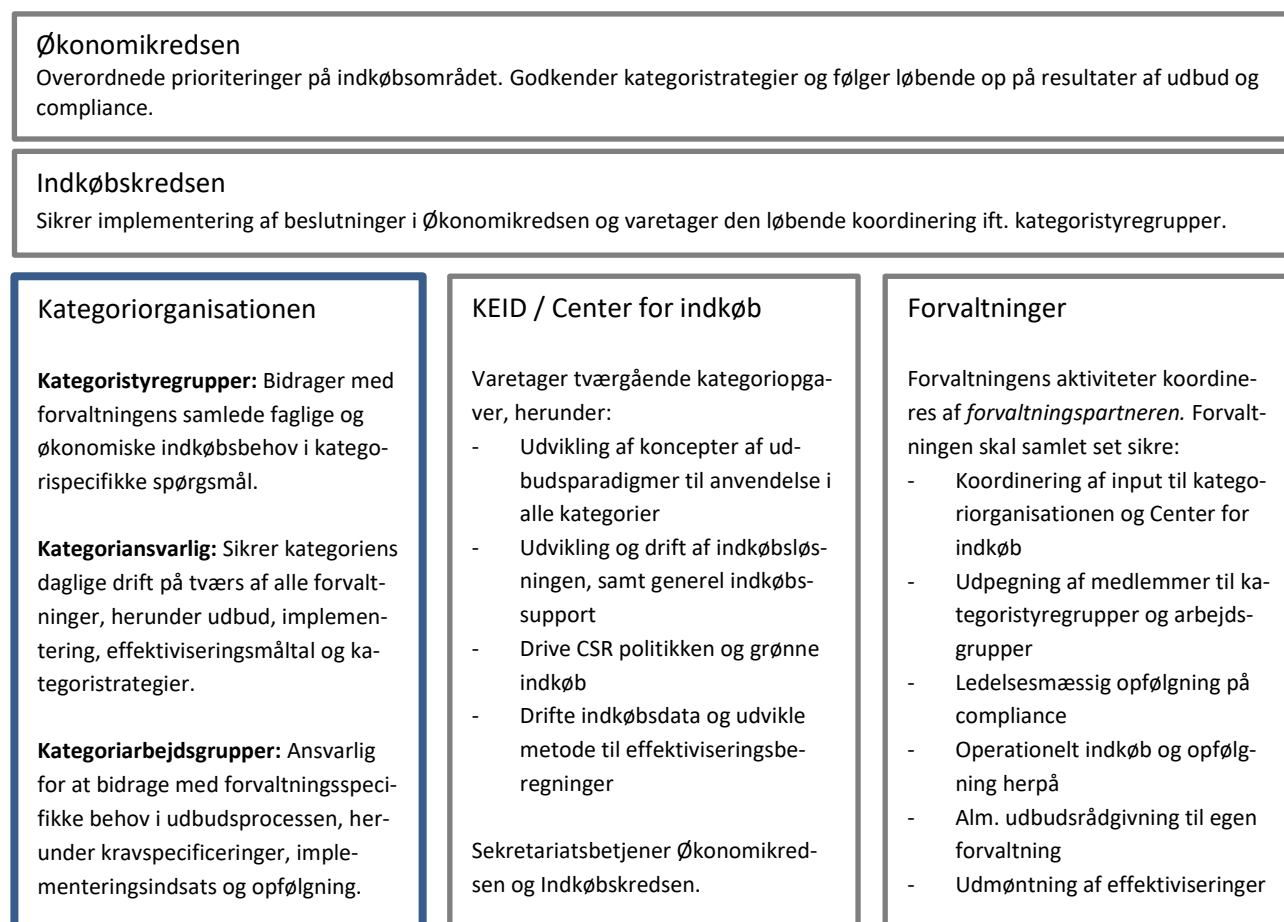 Økonomikredsen
Overordnede prioriteringer på indkøbsområdet. Godkender kategoristrategier og følger løbende op på resultater af udbud og
compliance.
Indkøbskredsen
Sikrer implementering af beslutninger i Økonomikredsen og varetager den løbende koordinering ift. kategoristyregrupper.
Kategoriorganisationen
Kategoristyregrupper: Bidrager med
forvaltningens samlede faglige og
økonomiske indkøbsbehov i katego-
rispecifikke spørgsmål.
Kategoriansvarlig: Sikrer kategoriens
daglige drift på tværs af alle forvalt-
ninger, herunder udbud, implemen-
tering, effektiviseringsmåltal og ka-
tegoristrategier.
Kategoriarbejdsgrupper: Ansvarlig
for at bidrage med forvaltningsspeci-
fikke behov i udbudsprocessen, her-
under kravspecificeringer, imple-
menteringsindsats og opfølgning.
KEID / Center for indkøb
Varetager tværgående kategoriopga-
ver, herunder:
- Udvikling af koncepter af ud-
budsparadigmer til anvendelse i
alle kategorier
- Udvikling og drift af indkøbsløs-
ningen, samt generel indkøbs-
support
- Drive CSR politikken og grønne
indkøb
- Drifte indkøbsdata og udvikle
metode til effektiviseringsbe-
regninger
Sekretariatsbetjener Økonomikred-
sen og Indkøbskredsen.
Forvaltninger
Forvaltningens aktiviteter koordine-
res af forvaltningspartneren. Forvalt-
ningen skal samlet set sikre:
- Koordinering af input til katego-
riorganisationen og Center for
indkøb
- Udpegning af medlemmer til ka-
tegoristyregrupper og arbejds-
grupper
- Ledelsesmæssig opfølgning på
compliance
- Operationelt indkøb og opfølg-
ning herpå
- Alm. udbudsrådgivning til egen
forvaltning
- Udmøntning af effektiviseringer